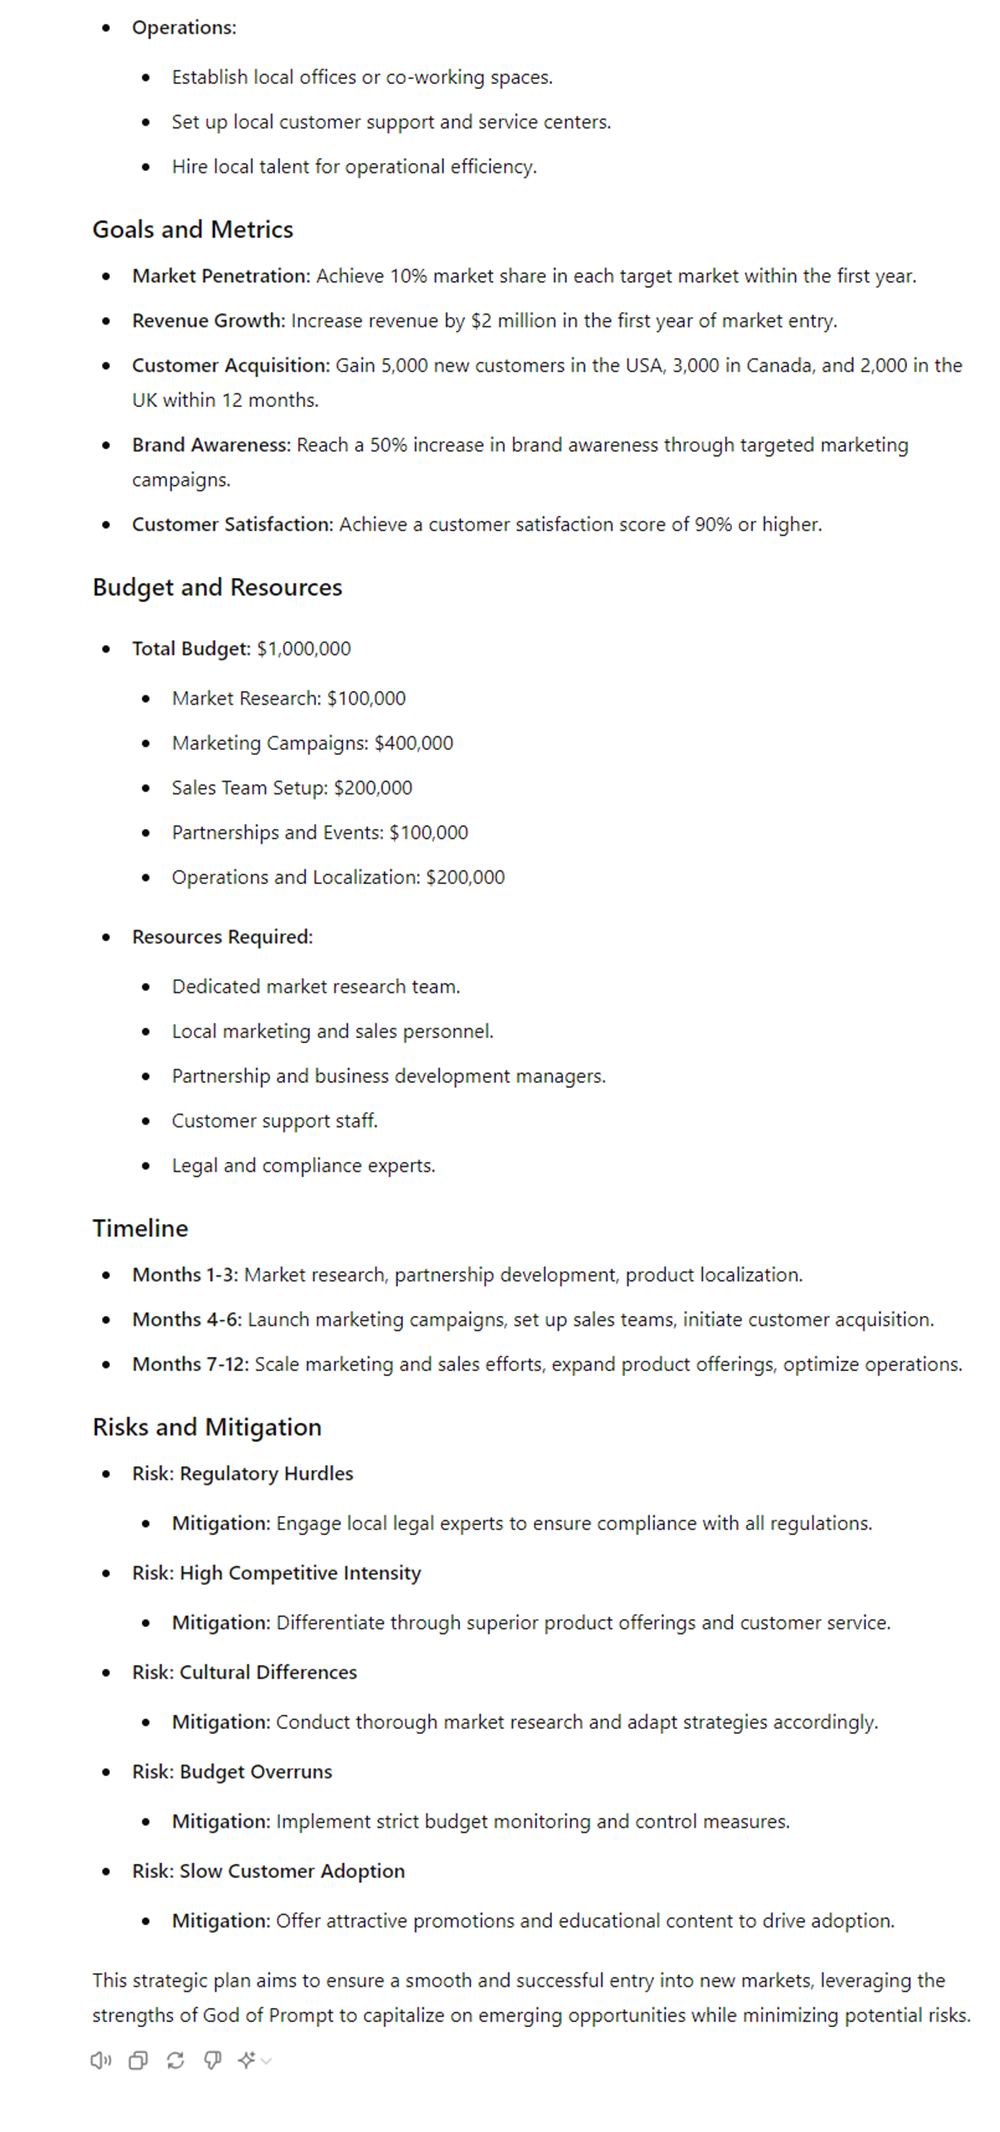 Operations:
Establish local offices or co-working spaces.
Set up local customer support and service centers.
Hire local talent for operational efficiency.
Goals and Metrics
Market Penetration: Achieve 10% market share in each target market within the first year.
Revenue Growth: Increase revenue by $2 million in the first year of market entry.
Customer Acquisition: Gain 5,000 new customers in the USA, 3,000 in Canada, and 2,000 in the
UK within 12 months.
Brand Awareness: Reach a 50% increase in brand awareness through targeted marketing
campaigns.
Customer Satisfaction: Achieve a customer satisfaction score of 90% or higher.
Budget and Resources
Total Budget: $1,000,000
Market Research: $100,000
Marketing Campaigns: $400,000
Sales Team Setup: $200,000
Partnerships and Events: $100,000
Operations and Localization: $200,000
Resources Required:
Dedicated market research team.
Local marketing and sales personnel.
Partnership and business development managers.
Customer support staff.
Legal and compliance experts.
Timeline
Months 1-3: Market research, partnership development, product localization.
Months 4-6: Launch marketing campaigns, set up sales teams, initiate customer acquisition.
Months 7-12: Scale marketing and sales efforts, expand product offerings, optimize operations.
Risks and Mitigation
Risk: Regulatory Hurdles
Mitigation: Engage local legal experts to ensure compliance with all regulations.
Risk: High Competitive Intensity
Mitigation: Differentiate through superior product offerings and customer service.
Risk: Cultural Differences
Mitigation: Conduct thorough market research and adapt strategies accordingly.
Risk: Budget Overruns
Mitigation: Implement strict budget monitoring and control measures.
Risk: Slow Customer Adoption
Mitigation: Offer attractive promotions and educational content to drive adoption.
This strategic plan aims to ensure a smooth and successful entry into new markets, leveraging the
strengths of God of Prompt to capitalize on emerging opportunities while minimizing potential risks.